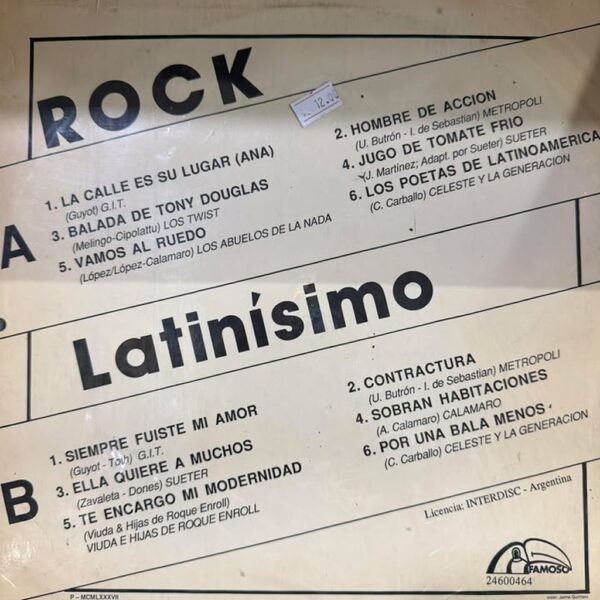 ROCK
12.00
A
1. LA CALLE ES SU LUGAR (ANA)
(Guyot) G.I.T.
3. BALADA DE TONY DOUGLAS
(Melingo-Cipolattu) LOS TWIST
5. VAMOS AL RUEDO
(López/López-Calamaro) LOS ABUELOS DE LA NADA
2. HOMBRE DE ACCION
(U. Butrón - I. de Sebastian) METROPOLI
4. JUGO DE TOMATE FRIO
(J. Martínez; Adapt. por Sueter) SUETER
6. LOS POETAS DE LATINOAMERICA
(C. Carballo) CELESTE Y LA GENERACION
Latinísimo
B
1. SIEMPRE FUISTE MI AMOR
(Guyot - Toth) G.I.T.
3. ELLA QUIERE A MUCHOS
(Zavaleta - Dones) SUETER
5. TE ENCARGO MI MODERNIDAD
(Viuda & Hijas de Roque Enroll)
VIUDA E HIJAS DE ROQUE ENROLL
2. CONTRACTURA
(U. Butrón - I. de Sebastian) METROPOLI
4. SOBRAN HABITACIONES
(A. Calamaro) CALAMARO
6. POR UNA BALA MENOS
(C. Carballo) CELESTE Y LA GENERACION
Licencia: INTERDISC - Argentina
FAMOSO
24600464
P - MCMLXXXVII